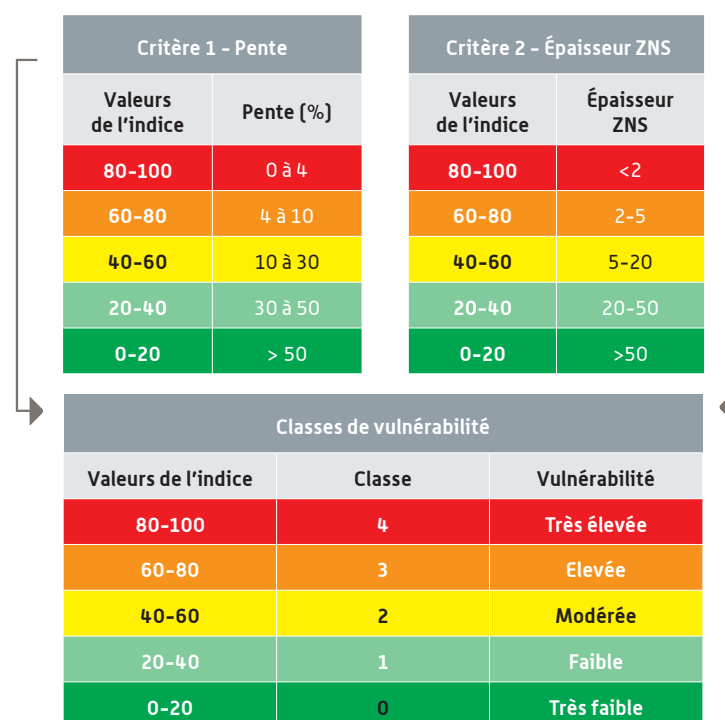 Critère 1 - Pente
Valeurs de l'indice Pente (%)
80-100 0 à 4
60-80 4 à 10
40-60 10 à 30
20-40 30 à 50
0-20 > 50
Critère 2 - Épaisseur ZNS
Valeurs de l'indice Épaisseur ZNS
80-100 <2
60-80 2-5
40-60 5-20
20-40 20-50
0-20 >50
Classes de vulnérabilité
Valeurs de l'indice Classe Vulnérabilité
80-100 4 Très élevée
60-80 3 Elevée
40-60 2 Modérée
20-40 1 Faible
0-20 0 Très faible